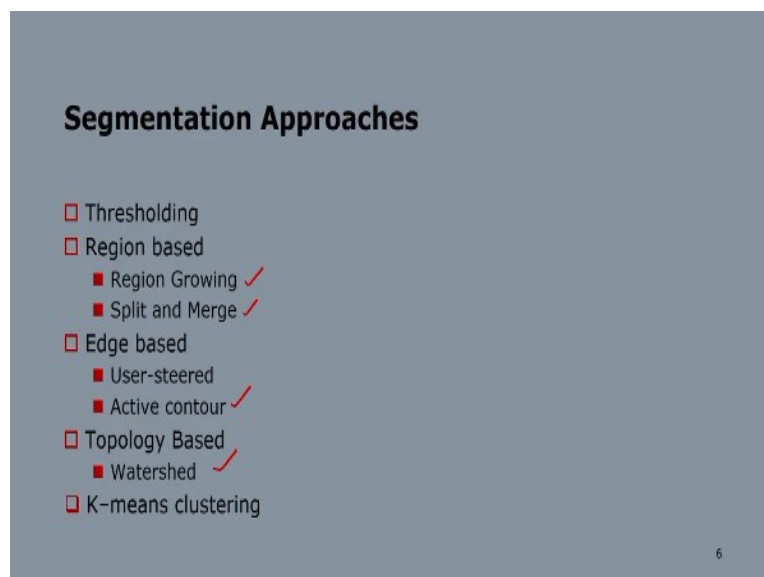 Segmentation Approaches
Thresholding
Region based
Region Growing
Split and Merge
Edge based
User-steered
Active contour
Topology Based
Watershed
K-means clustering
6